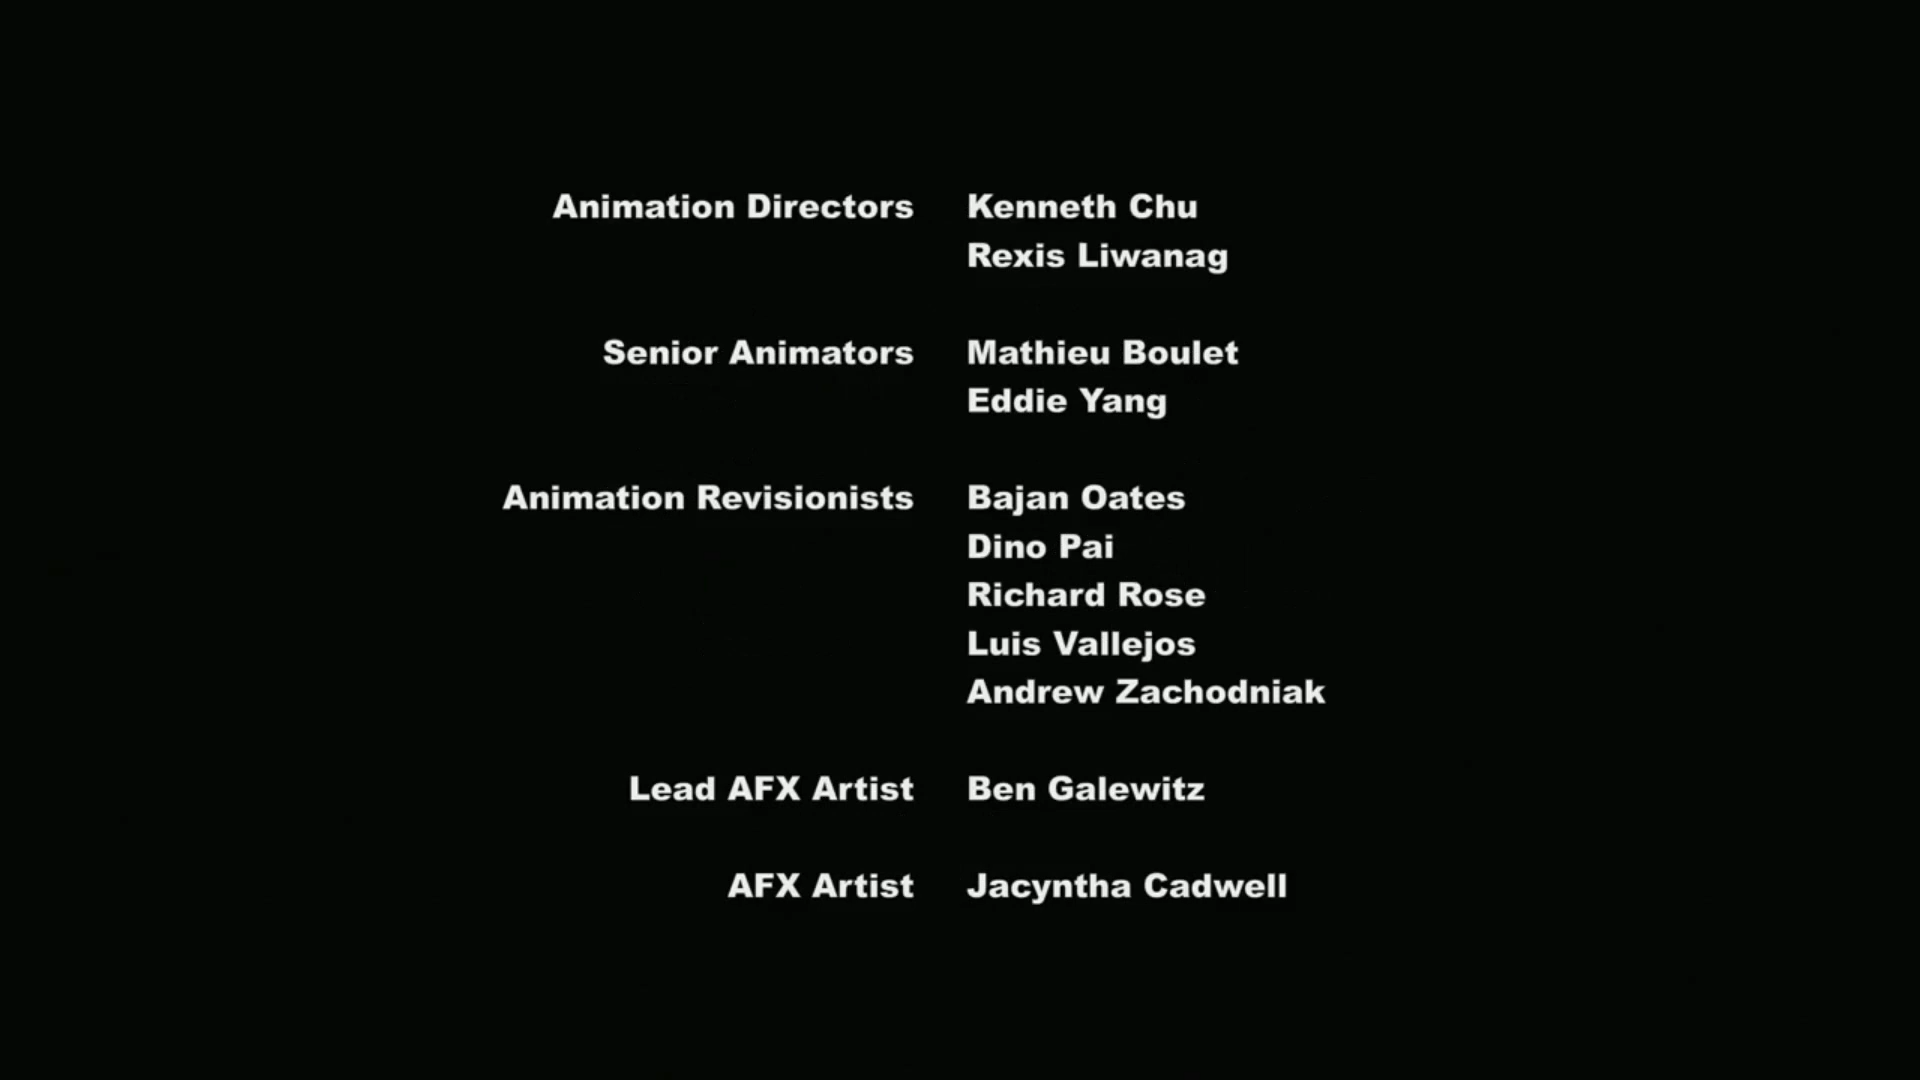 Animation Directors Kenneth Chu
Rexis Liwanag
Senior Animators Mathieu Boulet
Eddie Yang
Animation Revisionists Bajan Oates
Dino Pai
Richard Rose
Luis Vallejos
Andrew Zachodniak
Lead AFX Artist Ben Galewitz
AFX Artist Jacyntha Cadwell